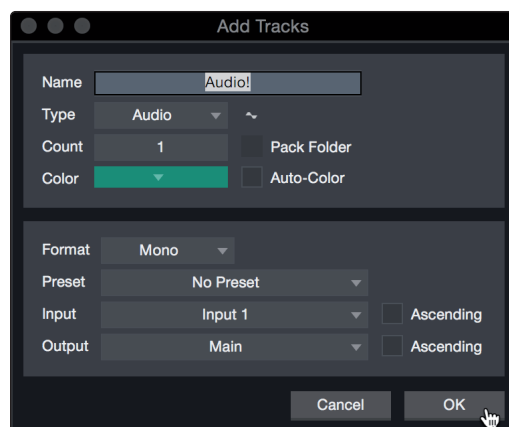 Add Tracks
Name Audio!
Type Audio
Count 1 Pack Folder
Color Auto-Color
Format Mono
Preset No Preset
Input Input 1 Ascending
Output Main Ascending
Cancel OK